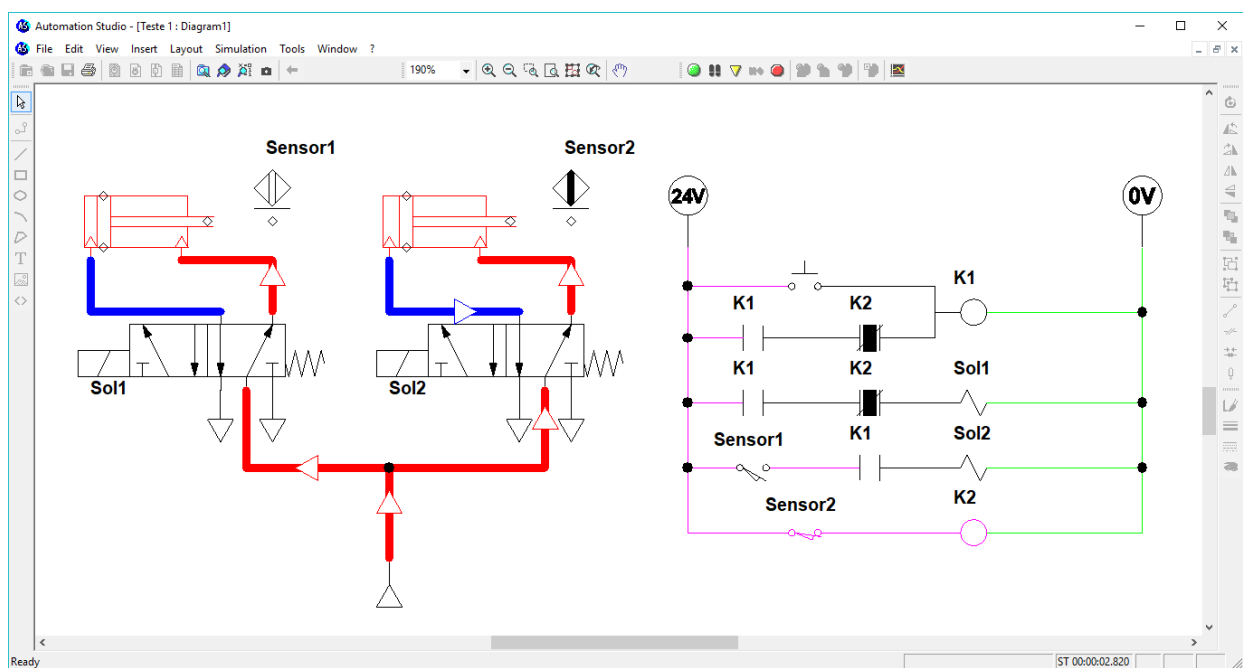 Automation Studio - [Teste 1 : Diagram1]
File Edit View Insert Layout Simulation Tools Window ?
190%
Sensor1
Sensor2
24V
0V
K1
K1
K2
K1
K2
Sol1
Sol1
Sol2
Sensor1
K1
Sol2
Sensor2
K2
Ready
ST 00:00:02.820